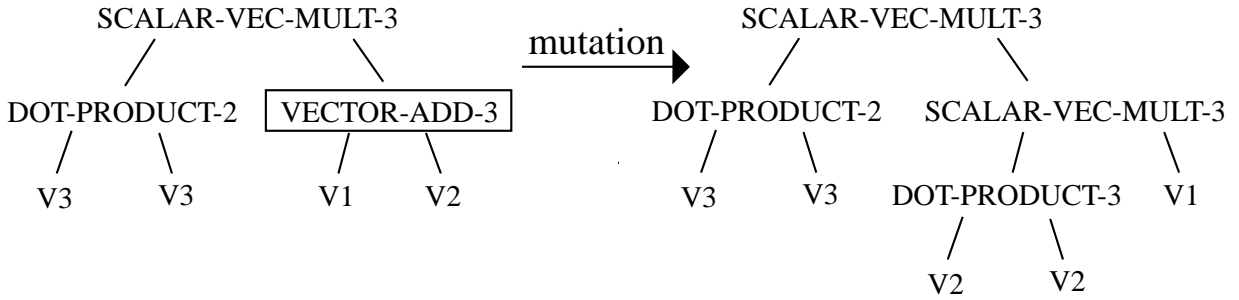 SCALAR-VEC-MULT-3 SCALAR-VEC-MULT-3
mutation
DOT-PRODUCT-2 VECTOR-ADD-3 DOT-PRODUCT-2 SCALAR-VEC-MULT-3
V3 V3 V1 V2 V3 V3 DOT-PRODUCT-3 V1
V2 V2